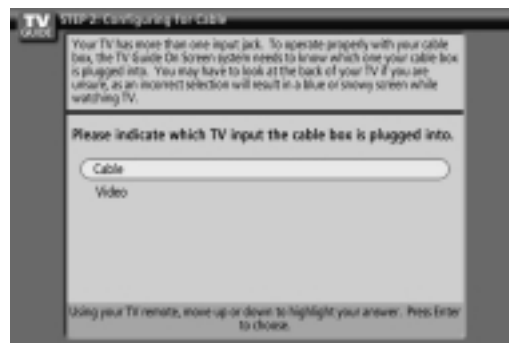 TV
GUIDE
STEP 2: Configuring for Cable
Your TV has more than one input jack. To operate properly with your cable
box, the TV Guide On Screen system needs to know which one your cable box
is plugged into. You may have to look at the back of your TV if you are
unsure, as an incorrect selection will result in a blue or snowy screen while
watching TV.
Please indicate which TV input the cable box is plugged into.
Cable
Video
Using your TV remote, move up or down to highlight your answer. Press Enter
to choose.